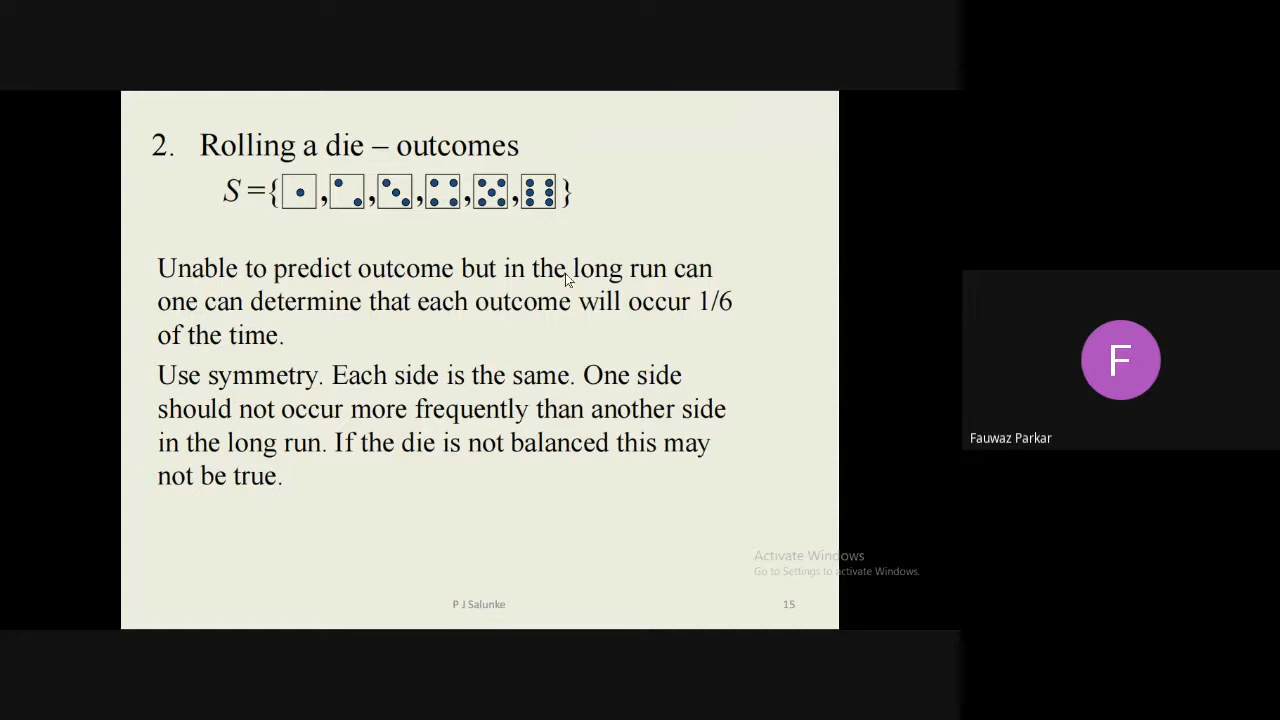 2. Rolling a die – outcomes
S ={ , , , , , }
Unable to predict outcome but in the long run can
one can determine that each outcome will occur 1/6
of the time.
Use symmetry. Each side is the same. One side
should not occur more frequently than another side
in the long run. If the die is not balanced this may
not be true.
Activate Windows
Go to Settings to activate Windows.
P J Salunke
15
F
Fauwaz Parkar